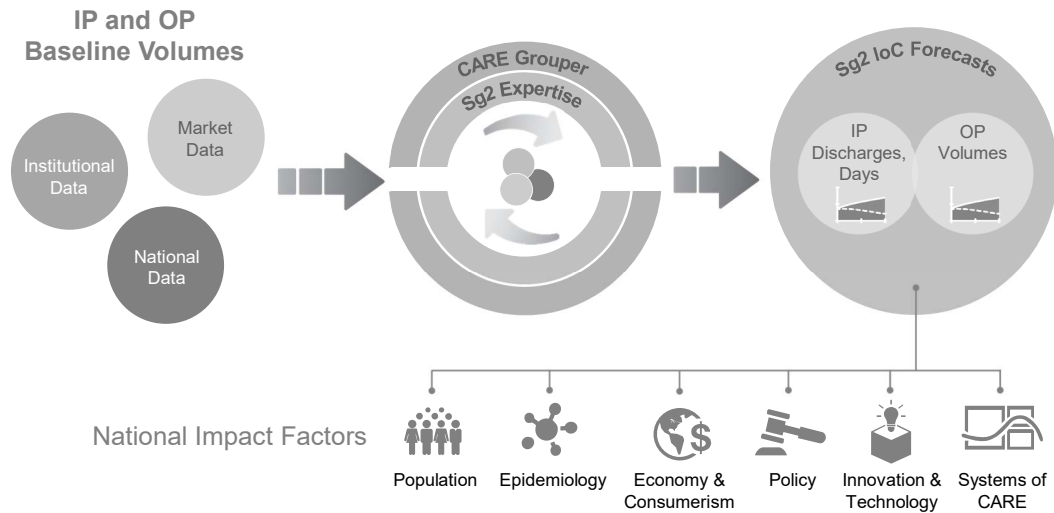 IP and OP
Baseline Volumes
Institutional
Data
Market
Data
National
Data
CARE Grouper
Sg2 Expertise
Sg2 IoC Forecasts
IP
Discharges,
Days
OP
Volumes
National Impact Factors
Population
Epidemiology
$
Economy &
Consumerism
Policy
Innovation &
Technology
Systems of
CARE